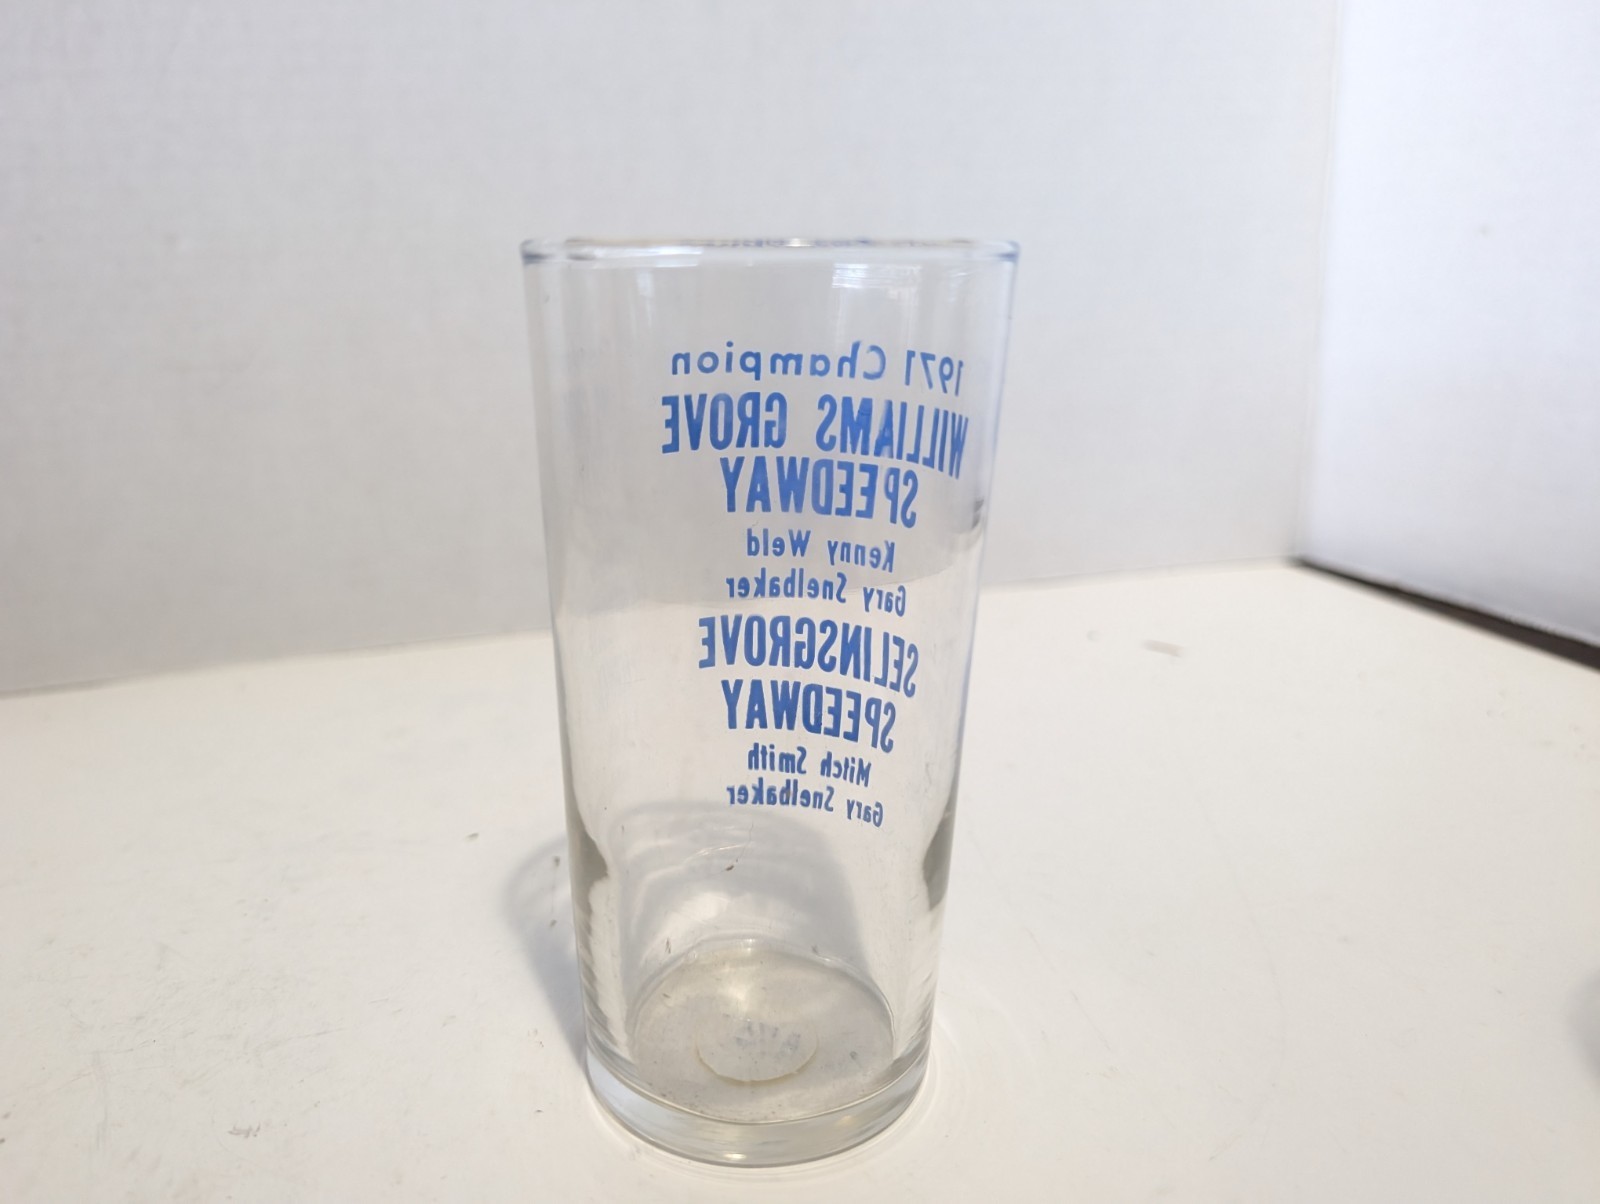 1971 Champion
WILLIAMS GROVE
SPEEDWAY
Kenny Weld
Gary Snelbaker
SELINSGROVE
SPEEDWAY
Mitch Smith
Gary Snelbaker